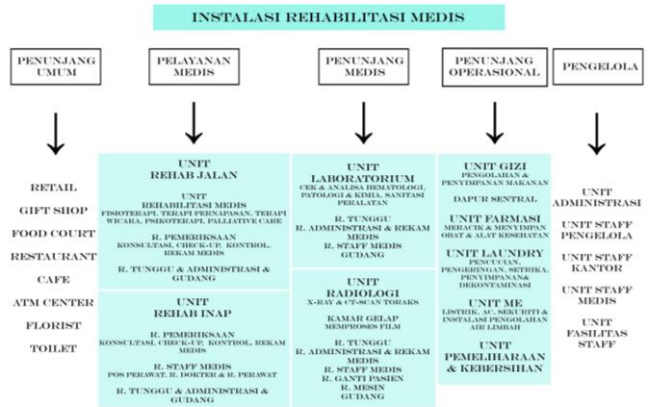 INSTALASI REHABILITASI MEDIS
PENUNJANG
UMUM
RETAIL
GIFT SHOP
FOOD COURT
RESTAURANT
CAFE
ATM CENTER
FLORIST
TOILET
PELAYANAN
MEDIS
UNIT
REHAB JALAN
UNIT
REHABILITASI MEDIS
FISIOTERAPI, TERAPI PERNAPASAN, TERAPI
WICARA, PSIKOTERAPI, PALLIATIVE CARE
R. PEMERIKSAAN
KONSULTASI, CHECK-UP, KONTROL,
REKAM MEDIS
R. TUNGGU & ADMINISTRASI &
GUDANG
UNIT
REHAB INAP
R. PEMERIKSAAN
KONSULTASI, CHECK-UP, KONTROL, REKAM
MEDIS
R. STAFF MEDIS
POS PERAWAT, R. DOKTER & R. PERAWAT
R. TUNGGU & ADMINISTRASI &
GUDANG
PENUNJANG
MEDIS
UNIT
LABORATORIUM
CEK & ANALISA HEMATOLOGI,
PATOLOGI & KIMIA, SANITASI
PERALATAN
R. TUNGGU
R. ADMINISTRASI & REKAM
MEDIS
R. STAFF MEDIS
GUDANG
UNIT
RADIOLOGI
X-RAY & CT-SCAN TORAKS
KAMAR GELAP
MEMPROSES FILM
R. TUNGGU
R. ADMINISTRASI & REKAM
MEDIS
R. STAFF MEDIS
R. GANTI PASIEN
R. MESIN
GUDANG
PENUNJANG
OPERASIONAL
UNIT GIZI
PENGOLAHAN &
PENYIMPANAN MAKANAN
DAPUR SENTRAL
UNIT FARMASI
MERACIK & MENYIMPAN
OBAT & ALAT KESEHATAN
UNIT LAUNDRY
PENCUCIAN,
PENGERINGAN, SETRIKA,
PENYIMPANAN&
DEKONTAMINASI
UNIT ME
LISTRIK, AC, SEKURITI &
INSTALASI PENGOLAHAN
AIR LIMBAH
UNIT
PEMELIHARAAN
& KEBERSIHAN
PENGELOLA
UNIT
ADMINISTRASI
UNIT STAFF
PENGELOLA
UNIT STAFF
KANTOR
UNIT STAFF
MEDIS
UNIT
FASILITAS
STAFF